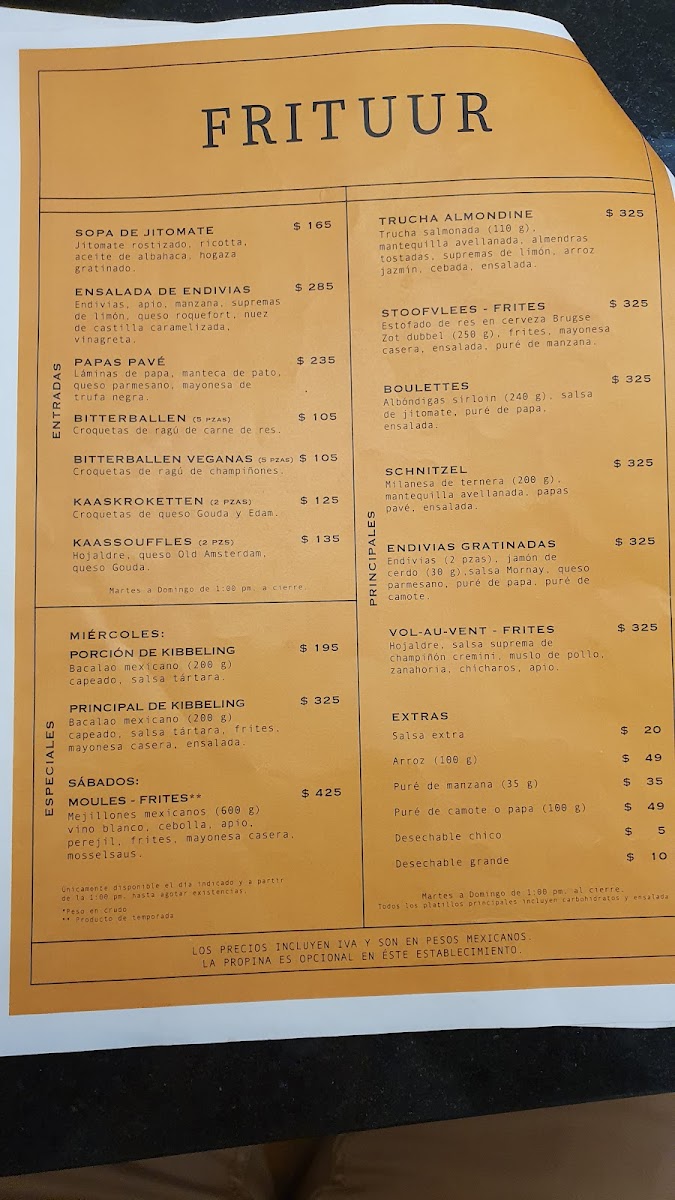 FRITUUR
ENTRADAS
SOPA DE JITOMATE $ 165
Jitomate rostizado, ricotta,
aceite de albahaca, hogaza
gratinado.
ENSALADA DE ENDIVIAS $ 285
Endivias, apio, manzana, supremas
de limón, queso roquefort, nuez
de castilla caramelizada,
vinagreta.
PAPAS PAVÉ $ 235
Láminas de papa, manteca de pato,
queso parmesano, mayonesa de
trufa negra.
BITTERBALLEN (5 PZAS) $ 105
Croquetas de ragú de carne de res.
BITTERBALLEN VEGANAS (5 PZAS) $ 105
Croquetas de ragú de champiñones.
KAASKROKETTEN (2 PZAS) $ 125
Croquetas de queso Gouda y Edam.
KAASSOUFFLES (2 PZS) $ 135
Hojaldre, queso Old Amsterdam,
queso Gouda.
Martes a Domingo de 1:00 pm. a cierre.
ESPECIALES
MIÉRCOLES:
PORCIÓN DE KIBBELING $ 195
Bacalao mexicano (200 g)
capeado, salsa tártara.
PRINCIPAL DE KIBBELING $ 325
Bacalao mexicano (200 g)
capeado, salsa tártara, frites,
mayonesa casera, ensalada.
SÁBADOS:
MOULES - FRITES** $ 425
Mejillones mexicanos (600 g)
vino blanco, cebolla, apio,
perejil, frites, mayonesa casera,
mosselsaus.
Únicamente disponible el día indicado y a partir
de la 1:00 pm. hasta agotar existencias.
*Peso en crudo
** Producto de temporada
PRINCIPALES
TRUCHA ALMONDINE $ 325
Trucha salmonada (110 g),
mantequilla avellanada, almendras
tostadas, supremas de limón, arroz
jazmín, cebada, ensalada.
STOOFVLEES - FRITES $ 325
Estofado de res en cerveza Brugse
Zot dubbel (250 g), frites, mayonesa
casera, ensalada, puré de manzana.
BOULETTES $ 325
Albóndigas sirloin (240 g), salsa
de jitomate, puré de papa,
ensalada.
SCHNITZEL $ 325
Milanesa de ternera (200 g),
mantequilla avellanada, papas
pavé, ensalada.
ENDIVIAS GRATINADAS $ 325
Endivias (2 pzas), jamón de
cerdo (30 g),salsa Mornay, queso
parmesano, puré de papa, puré de
camote.
VOL-AU-VENT - FRITES $ 325
Hojaldre, salsa suprema de
champiñón cremini, muslo de pollo,
zanahoria, chícharos, apio.
EXTRAS
Salsa extra $ 20
Arroz (100 g) $ 49
Puré de manzana (35 g) $ 35
Puré de camote o papa (100 g) $ 49
Desechable chico $ 5
Desechable grande $ 10
Martes a Domingo de 1:00 pm. al cierre.
Todos los platillos principales incluyen carbohidratos y ensalada
LOS PRECIOS INCLUYEN IVA Y SON EN PESOS MEXICANOS.
LA PROPINA ES OPCIONAL EN ÉSTE ESTABLECIMIENTO.